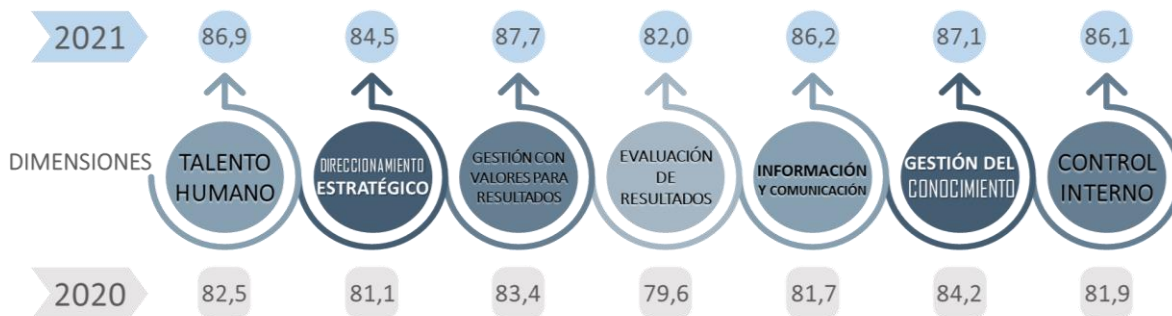 2021 86,9 84,5 87,7 82,0 86,2 87,1 86,1
DIMENSIONES
TALENTO
HUMANO
DIRECCIONAMIENTO
ESTRATÉGICO
GESTIÓN CON
VALORES PARA
RESULTADOS
EVALUACIÓN
DE
RESULTADOS
INFORMACIÓN
Y COMUNICACIÓN
GESTIÓN DEL
CONOCIMIENTO
CONTROL
INTERNO
2020 82,5 81,1 83,4 79,6 81,7 84,2 81,9